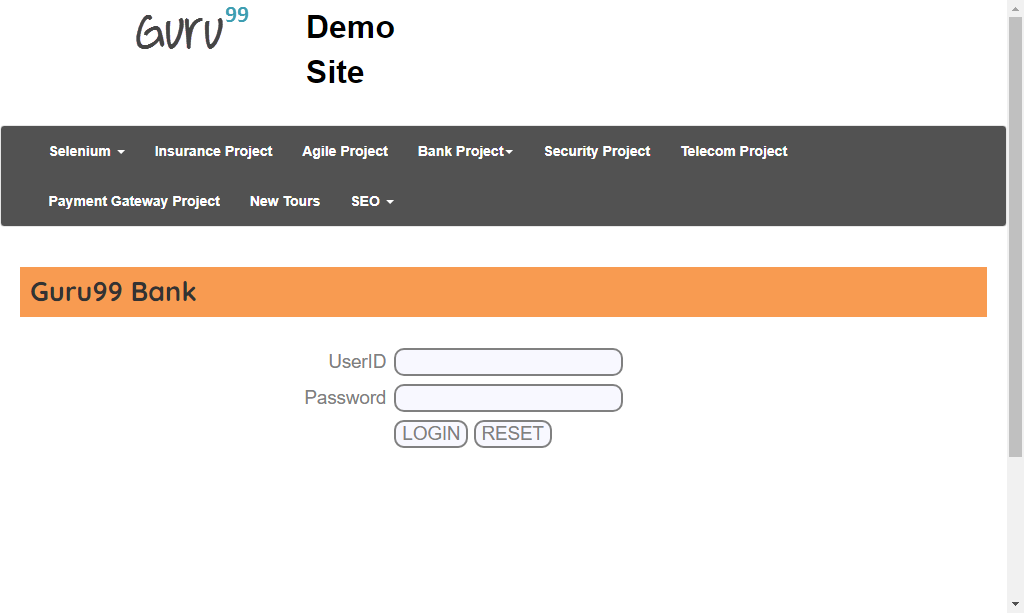 Guru99
Demo
Site
Selenium
Insurance Project
Agile Project
Bank Project
Security Project
Telecom Project
Payment Gateway Project
New Tours
SEO
Guru99 Bank
UserID
Password
LOGIN RESET